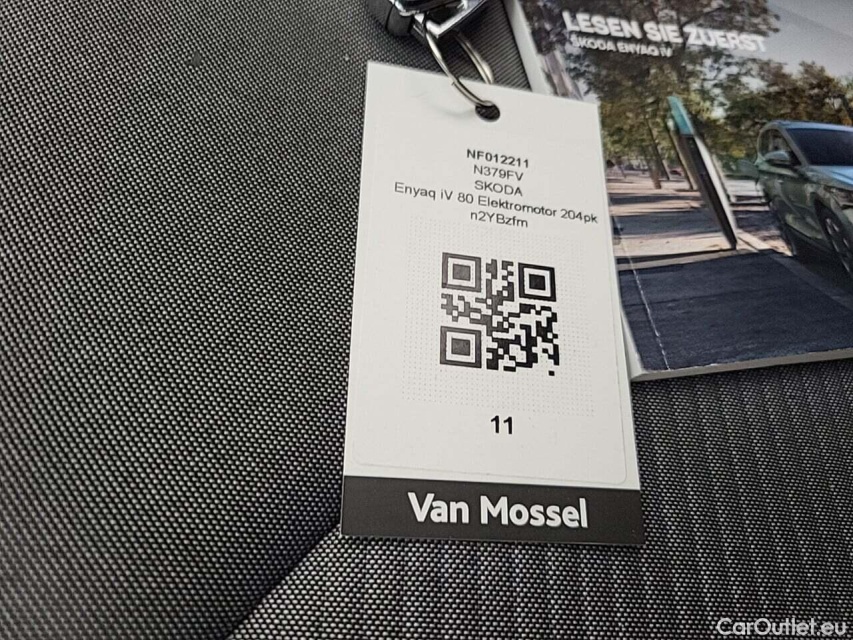 LESEN SIE ZUERST
ŠKODA ENYAQ iV
NF012211
N379FV
SKODA
Enyaq iV 80 Elektromotor 204pk
n2YBzfm
11
Van Mossel
CarOutlet.eu